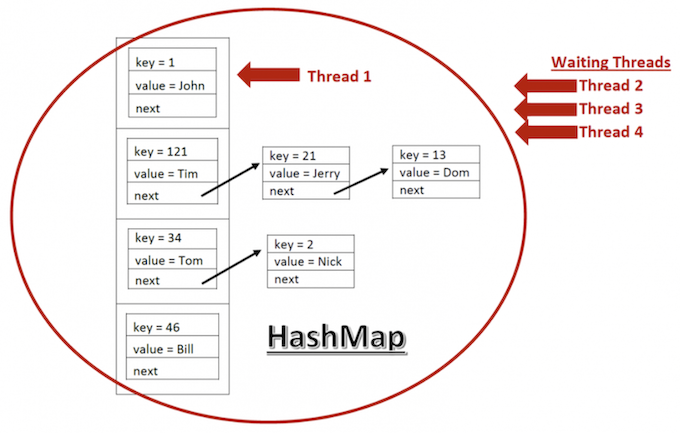 key = 1
value = John
next
Thread 1
Waiting Threads
Thread 2
Thread 3
Thread 4
key = 121
value = Tim
next
key = 21
value = Jerry
next
key = 13
value = Dom
next
key = 34
value = Tom
next
key = 2
value = Nick
next
key = 46
value = Bill
next
HashMap